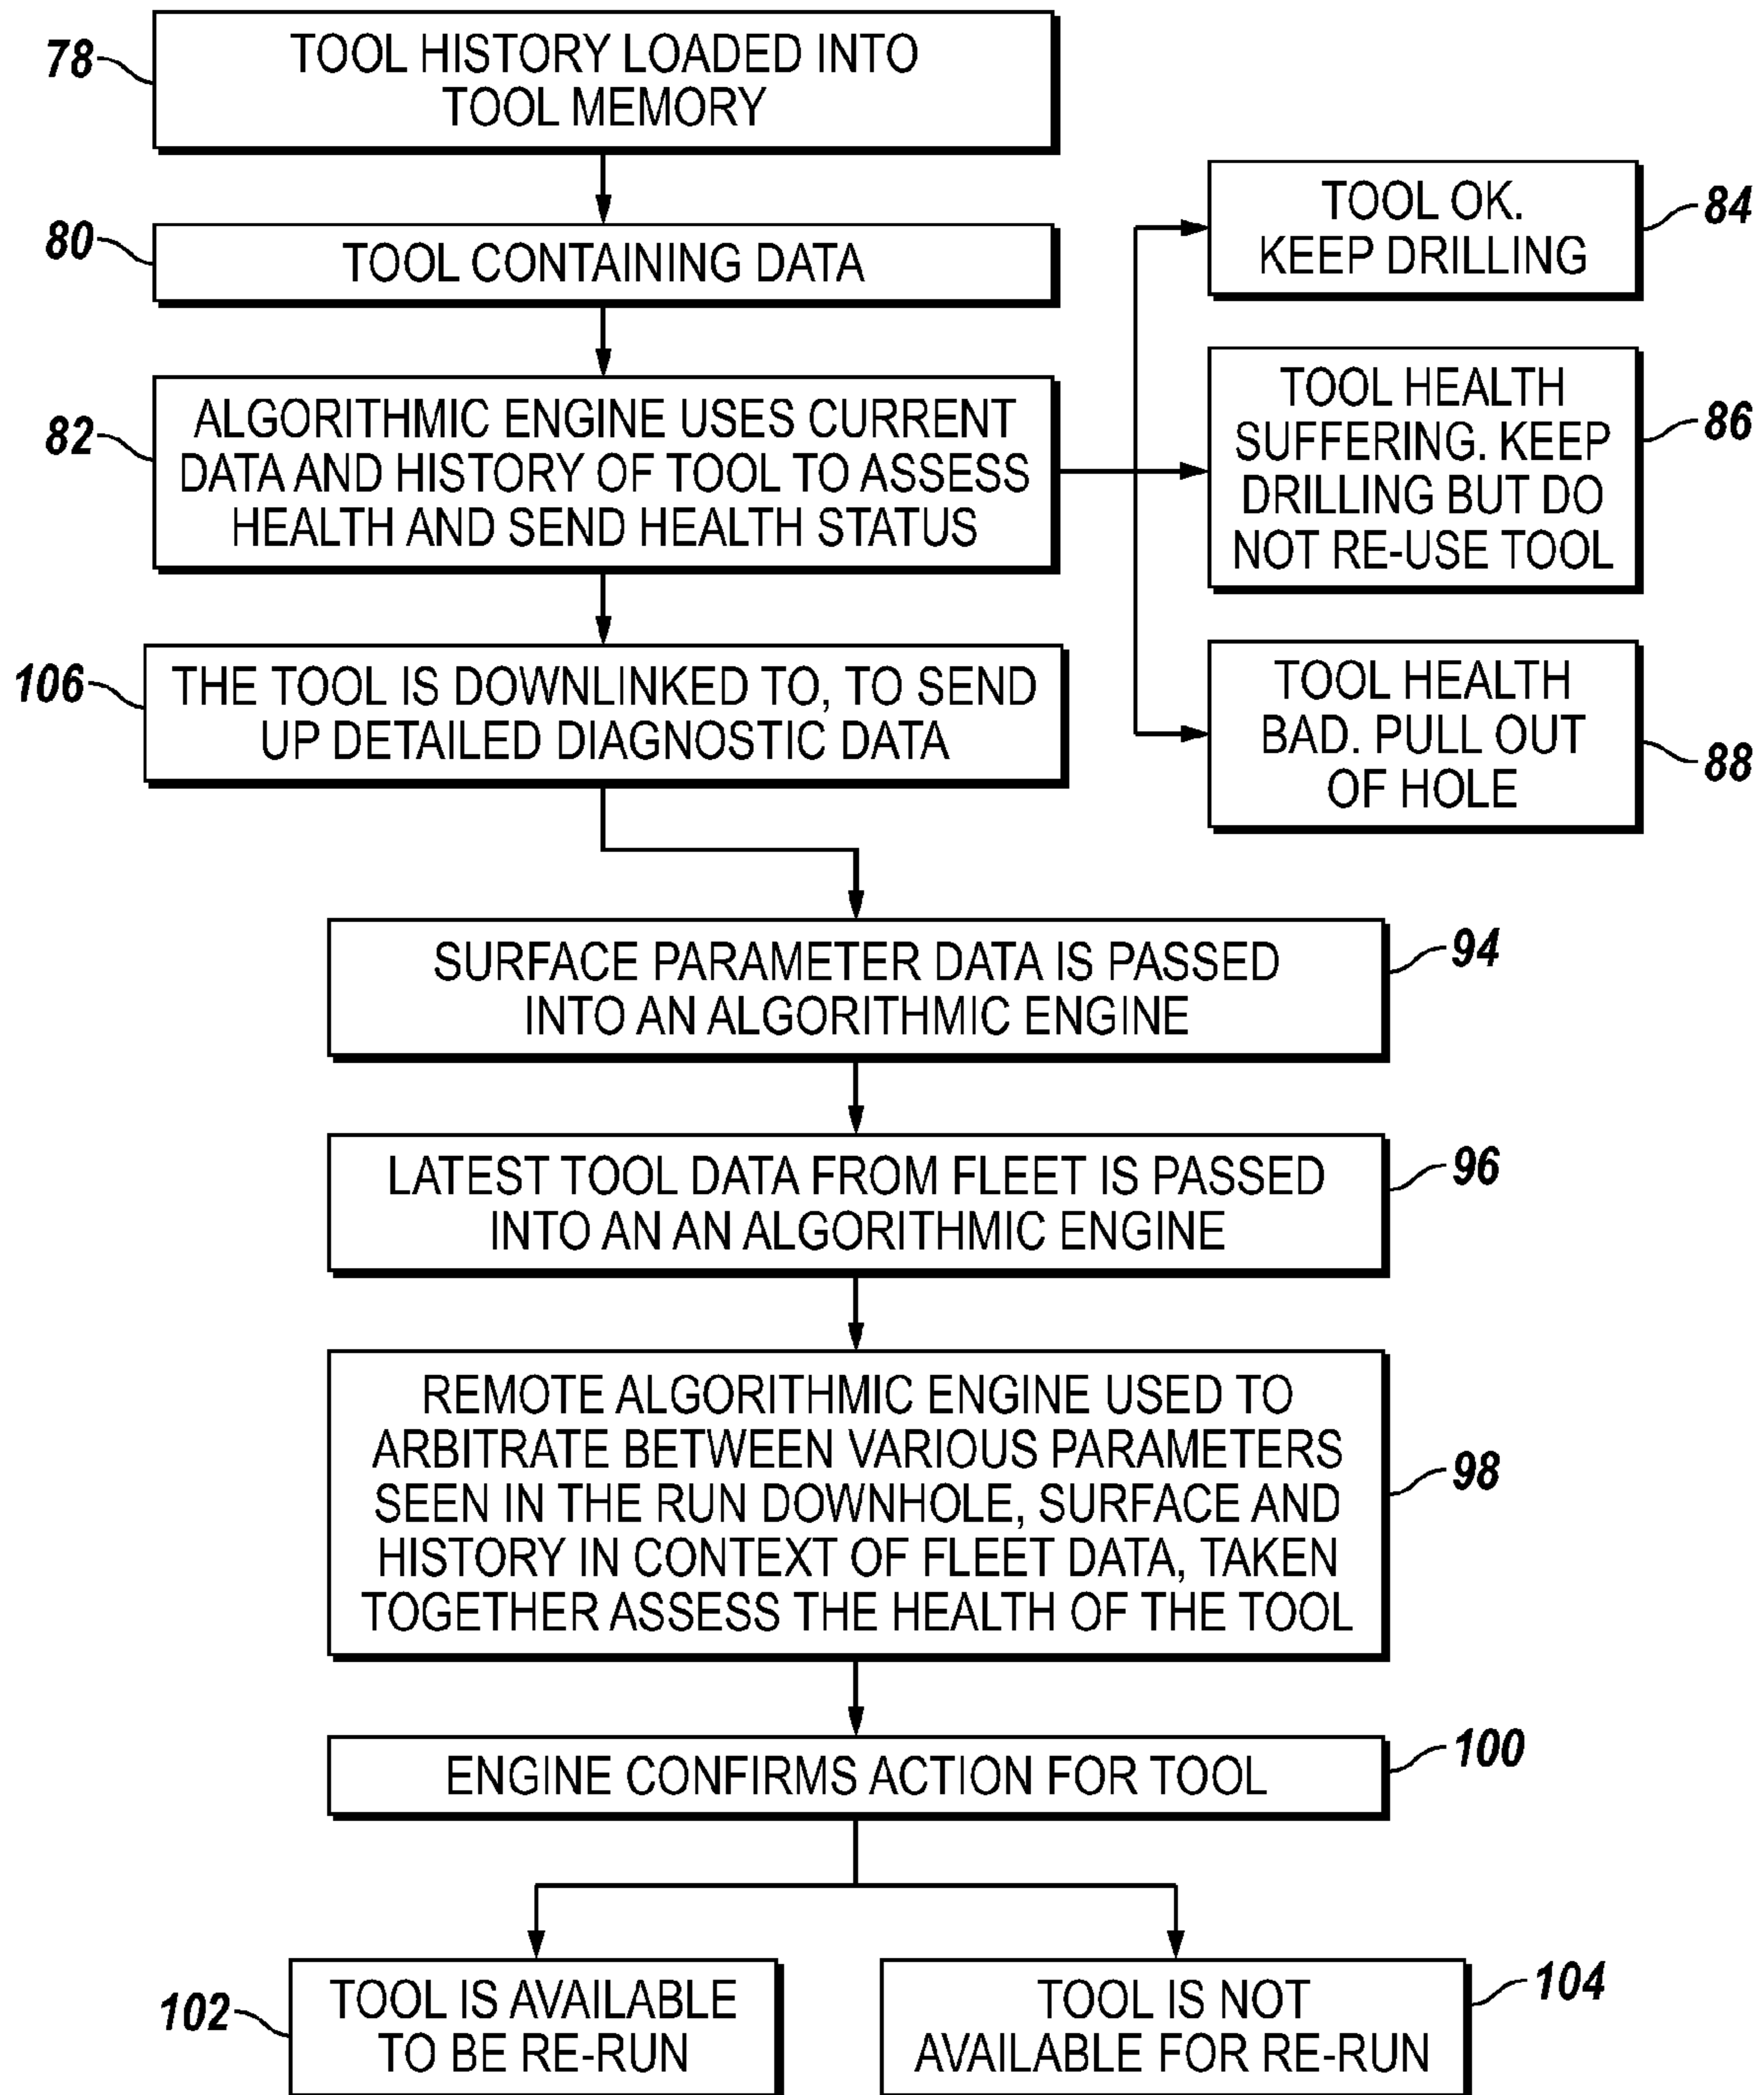 78
TOOL HISTORY LOADED INTO
TOOL MEMORY
80
TOOL CONTAINING DATA
82
ALGORITHMIC ENGINE USES CURRENT
DATA AND HISTORY OF TOOL TO ASSESS
HEALTH AND SEND HEALTH STATUS
TOOL OK.
KEEP DRILLING
84
TOOL HEALTH
SUFFERING. KEEP
DRILLING BUT DO
NOT RE-USE TOOL
86
TOOL HEALTH
BAD. PULL OUT
OF HOLE
88
106
THE TOOL IS DOWNLINKED TO, TO SEND
UP DETAILED DIAGNOSTIC DATA
SURFACE PARAMETER DATA IS PASSED
INTO AN ALGORITHMIC ENGINE
94
LATEST TOOL DATA FROM FLEET IS PASSED
INTO AN AN ALGORITHMIC ENGINE
96
REMOTE ALGORITHMIC ENGINE USED TO
ARBITRATE BETWEEN VARIOUS PARAMETERS
SEEN IN THE RUN DOWNHOLE, SURFACE AND
HISTORY IN CONTEXT OF FLEET DATA, TAKEN
TOGETHER ASSESS THE HEALTH OF THE TOOL
98
ENGINE CONFIRMS ACTION FOR TOOL
100
102
TOOL IS AVAILABLE
TO BE RE-RUN
TOOL IS NOT
AVAILABLE FOR RE-RUN
104